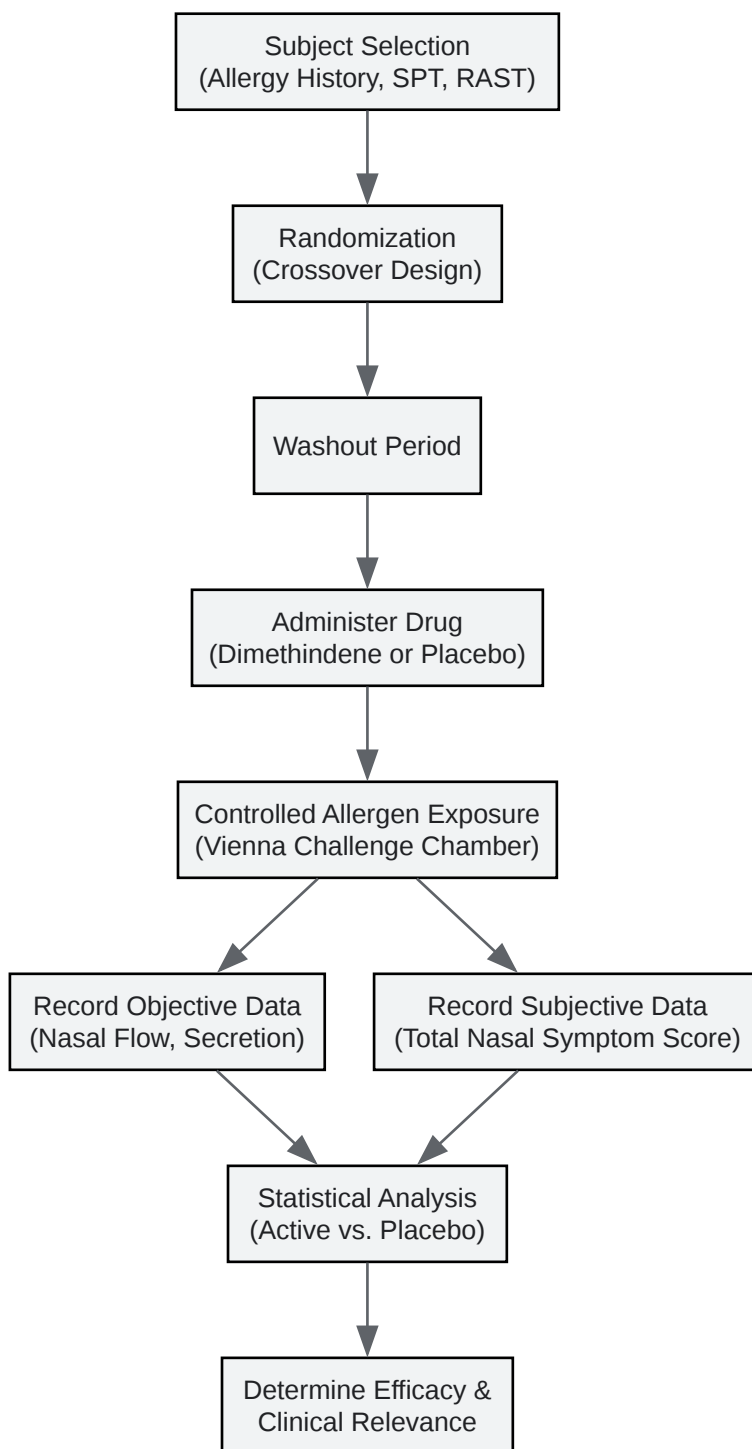 Subject Selection
(Allergy History, SPT, RAST)
Randomization
(Crossover Design)
Washout Period
Administer Drug
(Dimethindene or Placebo)
Controlled Allergen Exposure
(Vienna Challenge Chamber)
Record Objective Data
(Nasal Flow, Secretion)
Record Subjective Data
(Total Nasal Symptom Score)
Statistical Analysis
(Active vs. Placebo)
Determine Efficacy &
Clinical Relevance